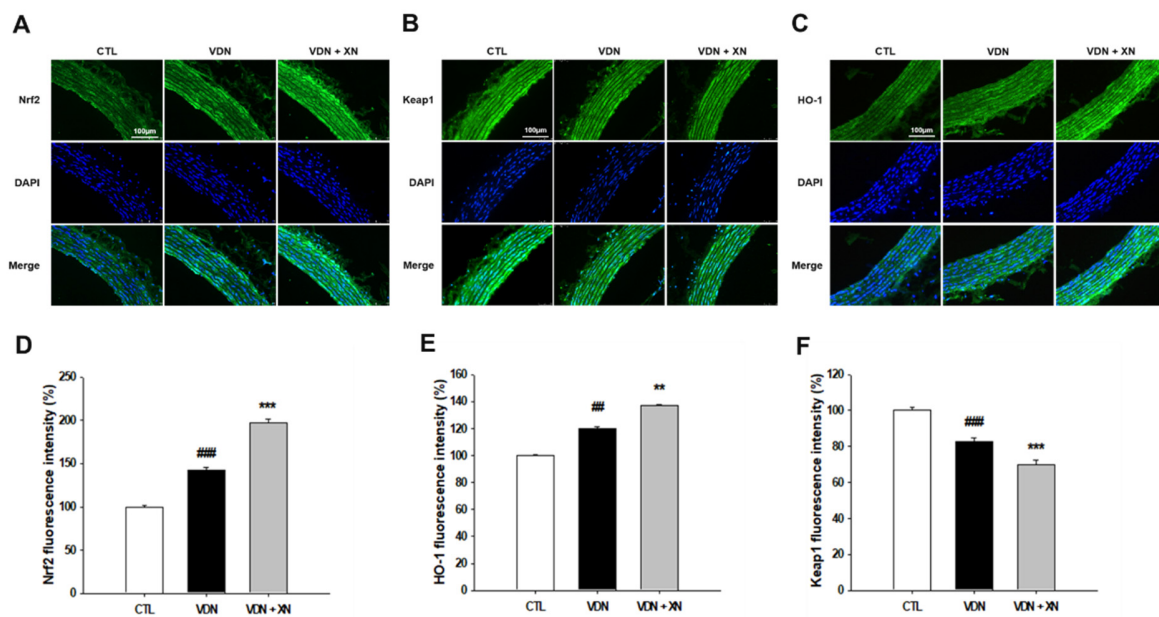 A
CTL VDN VDN + XN
Nrf2
100μm
DAPI
Merge
B
CTL VDN VDN + XN
Keap1
100μm
DAPI
Merge
C
CTL VDN VDN + XN
HO-1
100μm
DAPI
Merge
D
Nrf2 fluorescence intensity (%)
250
200
150
100
50
0
###
***
CTL VDN VDN + XN
E
HO-1 fluorescence intensity (%)
160
140
120
100
80
60
40
20
0
##
**
CTL VDN VDN + XN
F
Keap1 fluorescence intensity (%)
120
100
80
60
40
20
0
###
***
CTL VDN VDN + XN